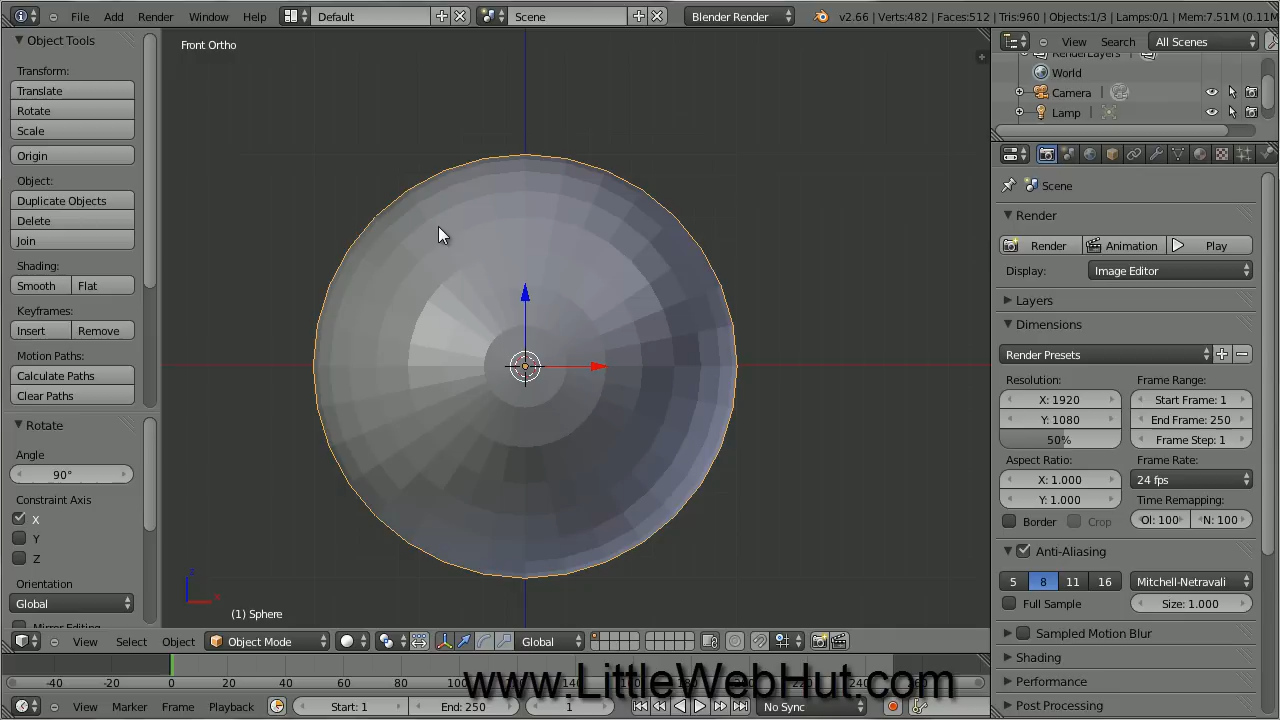 File Add Render Window Help Default Scene Blender Render v2.66 | Verts:482 | Faces:512 | Tris:960 | Objects:1/3 | Lamps:0/1 | Mem:7.51M (0.11M
Object Tools
Transform:
Translate
Rotate
Scale
Origin
Object:
Duplicate Objects
Delete
Join
Shading:
Smooth Flat
Keyframes:
Insert Remove
Motion Paths:
Calculate Paths
Clear Paths
Rotate
Angle
90°
Constraint Axis
X
Y
Z
Orientation
Global
Mirror Editing
Front Ortho
z
x
(1) Sphere
View Select Object Object Mode Global
-40 -20 0 20 40 60 80 100
www.LittleWebHut.com
View Marker Frame Playback Start: 1 End: 250 1 No Sync
View Search All Scenes
RenderLayers
World
Camera
Lamp
Scene
Render
Render Animation Play
Display: Image Editor
Layers
Dimensions
Render Presets
Resolution: Frame Range:
X: 1920 Start Frame: 1
Y: 1080 End Frame: 250
50% Frame Step: 1
Aspect Ratio: Frame Rate:
X: 1.000 24 fps
Y: 1.000 Time Remapping:
Border Crop Ol: 100 N: 100
Anti-Aliasing
5 8 11 16 Mitchell-Netravali
Full Sample Size: 1.000
Sampled Motion Blur
Shading
Performance
Post Processing